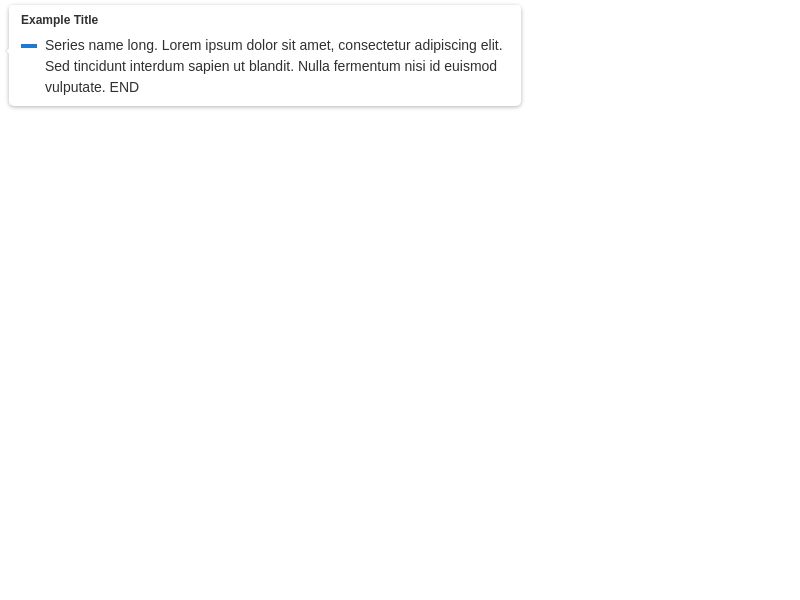 Example Title
Series name long. Lorem ipsum dolor sit amet, consectetur adipiscing elit.
Sed tincidunt interdum sapien ut blandit. Nulla fermentum nisi id euismod
vulputate. END